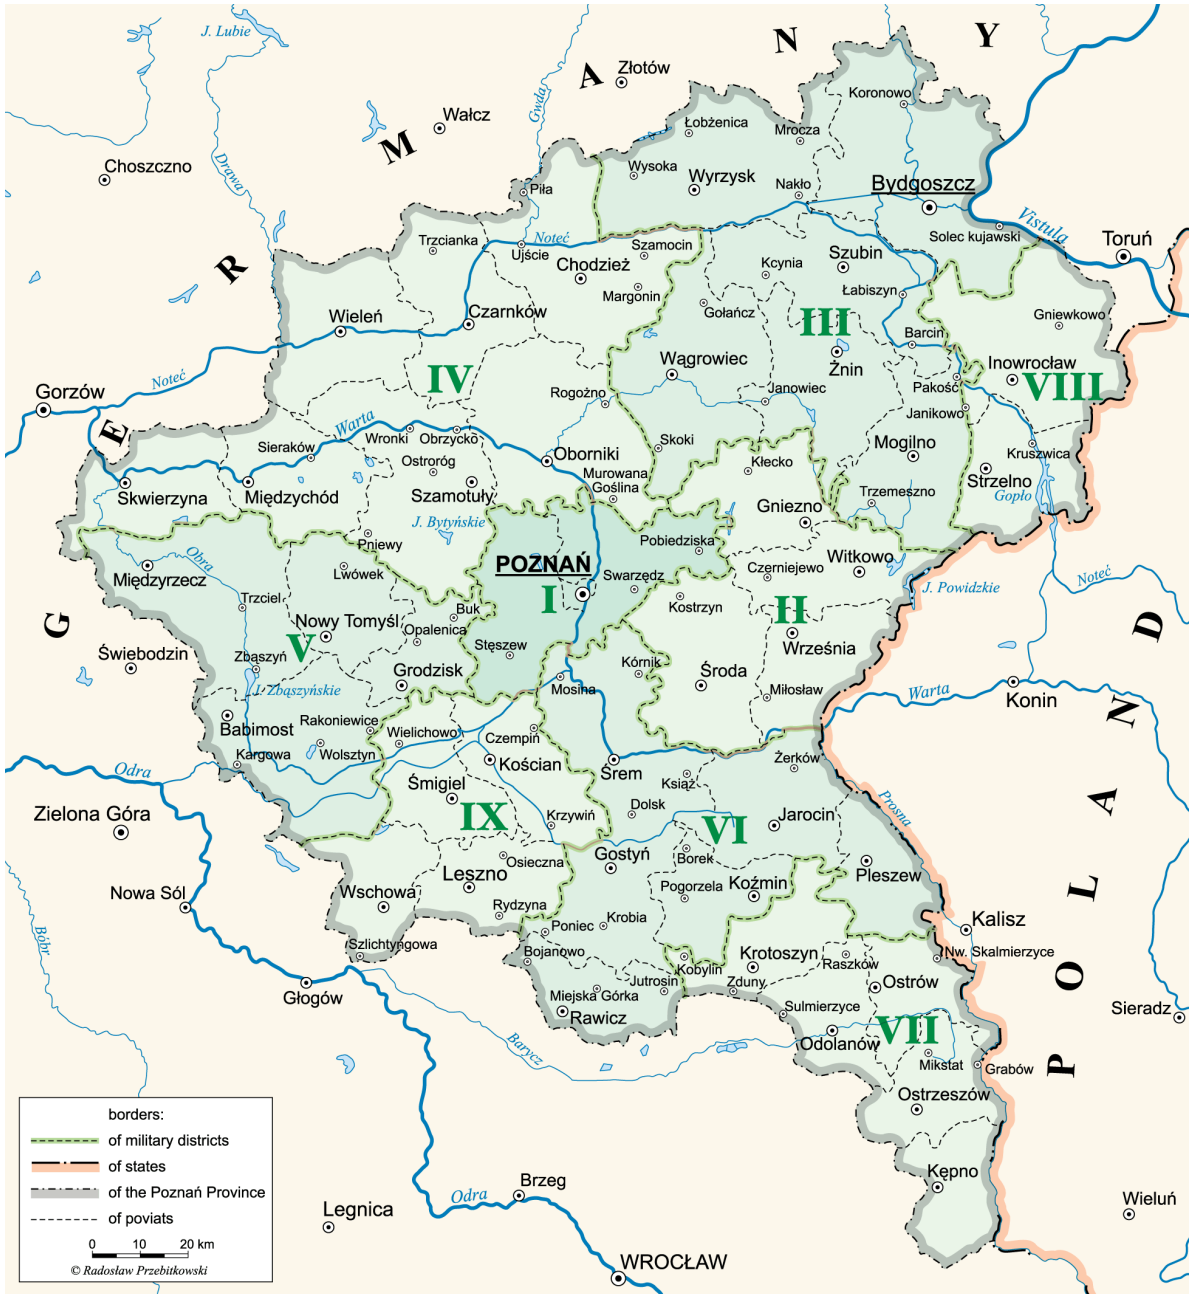 J. Lubie
Złotów
Wałcz
Choszczno
Drawa
Gwda
G E R M A N Y
Koronowo
Łobżenica
Mrocza
Wysoka
Wyrzysk
Nakło
Bydgoszcz
Piła
Solec kujawski
Vistula
Toruń
Trzcianka
Noteć
Ujście
Szamocin
Chodzież
Margonin
Kcynia
Szubin
Łabiszyn
Gołańcz
Gniewkowo
Wieleń
Czarnków
III
Barcin
Inowrocław
VIII
Żnin
Wągrowiec
Pakość
Janowiec
Janikowo
IV
Rogoźno
Noteć
Gorzów
Warta
Wronki
Obrzycko
Sieraków
Ostroróg
Oborniki
Skoki
Mogilno
Kruszwica
Strzelno
Gopło
Kłecko
Murowana
Goślina
Skwierzyna
Międzychód
Szamotuły
Gniezno
Trzemeszno
J. Bytyńskie
Pniewy
Pobiedziska
Witkowo
Obra
Międzyrzecz
Lwówek
POZNAŃ
I
Swarzędz
Czerniejewo
J. Powidzkie
Noteć
Trzciel
Buk
Kostrzyn
II
Nowy Tomyśl
Opalenica
V
Stęszew
Września
Świebodzin
Zbąszyń
J. Zbąszyńskie
Grodzisk
Kórnik
Środa
Mosina
Miłosław
Warta
Konin
Babimost
Rakoniewice
Wielichowo
Czempiń
Kargowa
Wolsztyn
Kościan
Śrem
Żerków
Odra
Śmigiel
Książ
Prosna
Zielona Góra
IX
Krzywiń
Dolsk
VI
Jarocin
Gostyń
Borek
Osieczna
Pleszew
Leszno
Nowa Sól
Wschowa
Pogorzela
Koźmin
Rydzyna
Bóbr
Poniec
Krobia
Kalisz
Szlichtyngowa
Bojanowo
Krotoszyn
Raszków
Nw. Skalmierzyce
Kobylin
Głogów
Jutrosin
Zduny
Ostrów
Miejska Górka
Rawicz
Sulmierzyce
Sieradz
VII
Odolanów
Barycz
Mikstat
Grabów
Ostrzeszów
P O L A N D
Kępno
Brzeg
Odra
Legnica
Wieluń
WROCŁAW
borders:
of military districts
of states
of the Poznań Province
of poviats
0 10 20 km
© Radosław Przebitkowski